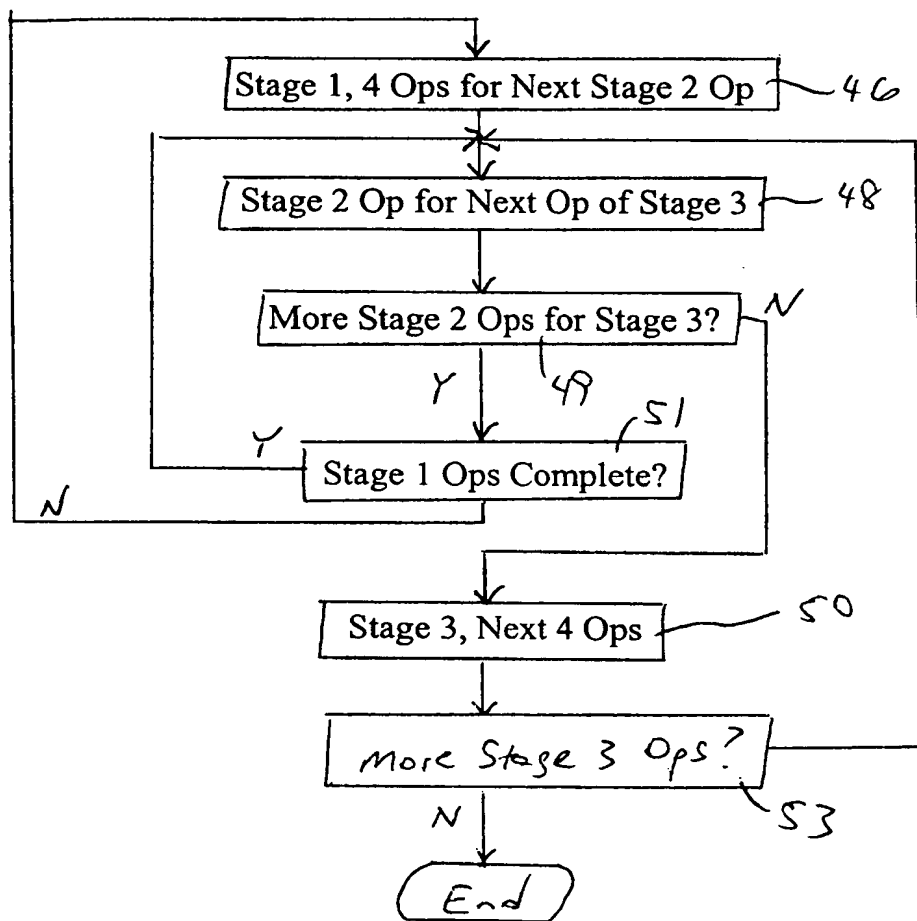 Stage 1, 4 Ops for Next Stage 2 Op
46
Stage 2 Op for Next Op of Stage 3
48
More Stage 2 Ops for Stage 3?
N
Y
49
51
Y
Stage 1 Ops Complete?
N
Stage 3, Next 4 Ops
50
More Stage 3 Ops?
53
N
End